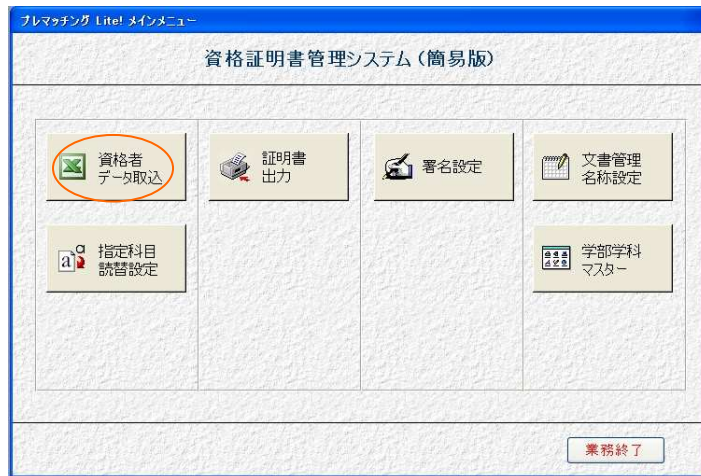 プレマッチング Lite! メインメニュー
資格証明書管理システム（簡易版）
資格者
データ取込
証明書
出力
署名設定
文書管理
名称設定
指定科目
読替設定
学部学科
マスター
業務終了